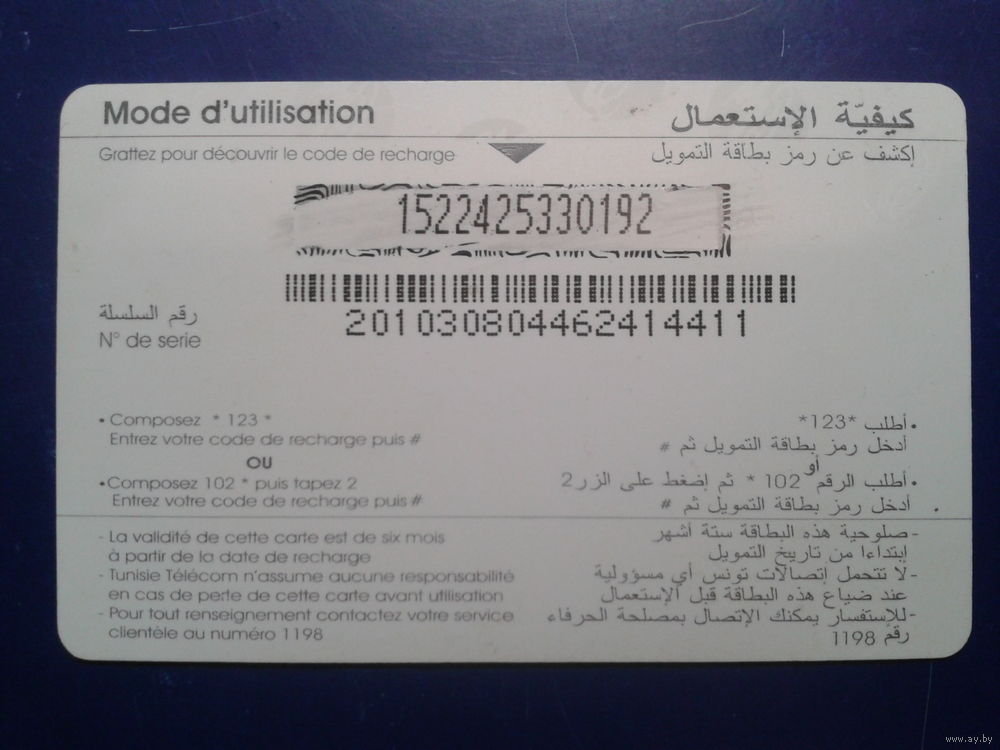 Mode d'utilisation
كيفيّة الإستعمال
Grattez pour découvrir le code de recharge
إكشف عن رمز بطاقة التمويل
1522425330192
رقم السلسلة
N° de serie
20103080446241 4411
• Composez * 123 *
Entrez votre code de recharge puis #
OU
•Composez 102 * puis tapez 2
Entrez votre code de recharge puis #
• أطلب *123*
أدخل رمز بطاقة التمويل ثم #
أو
• أطلب الرقم 102 * ثم إضغط على الزر2
أدخل رمز بطاقة التمويل ثم #
- La validité de cette carte est de six mois
à partir de la date de recharge
- Tunisie Télécom n'assume aucune responsabilité
en cas de perte de cette carte avant utilisation
- Pour tout renseignement contactez votre service
clientèle au numéro 1198
- صلوحية هذه البطاقة ستة أشهر
إبتداءا من تاريخ التمويل
- لا تتحمل إتصالات تونس أي مسؤولية
عند ضياع هذه البطاقة قبل الإستعمال
- للإستفسار يمكنك الإتصال بمصلحة الحرفاء
رقم 1198
www.ay.by